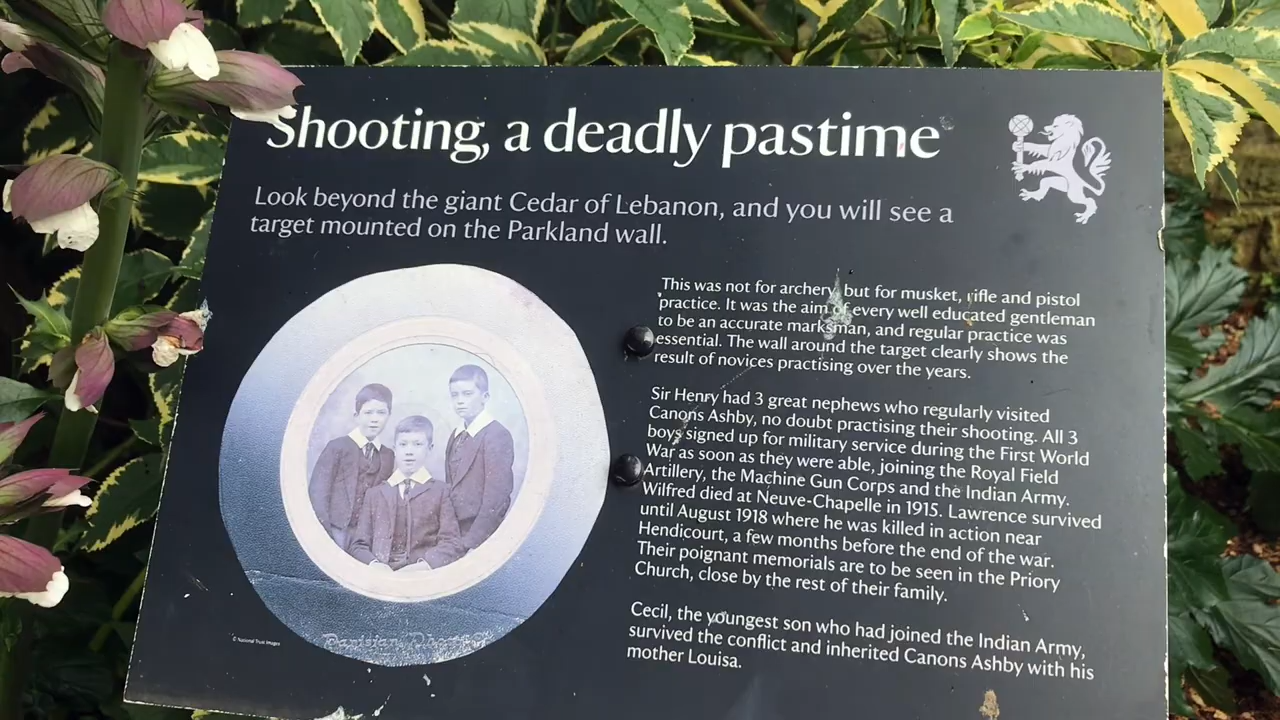 Shooting, a deadly pastime
Look beyond the giant Cedar of Lebanon, and you will see a
target mounted on the Parkland wall.
This was not for archery, but for musket, rifle and pistol
practice. It was the aim of every well educated gentleman
to be an accurate marksman, and regular practice was
essential. The wall around the target clearly shows the
result of novices practising over the years.
Sir Henry had 3 great nephews who regularly visited
Canons Ashby, no doubt practising their shooting. All 3
boys signed up for military service during the First World
War as soon as they were able, joining the Royal Field
Artillery, the Machine Gun Corps and the Indian Army.
Wilfred died at Neuve-Chapelle in 1915. Lawrence survived
until August 1918 where he was killed in action near
Hendicourt, a few months before the end of the war.
Their poignant memorials are to be seen in the Priory
Church, close by the rest of their family.
Cecil, the youngest son who had joined the Indian Army,
survived the conflict and inherited Canons Ashby with his
mother Louisa.
© National Trust Images
Parisian Photo